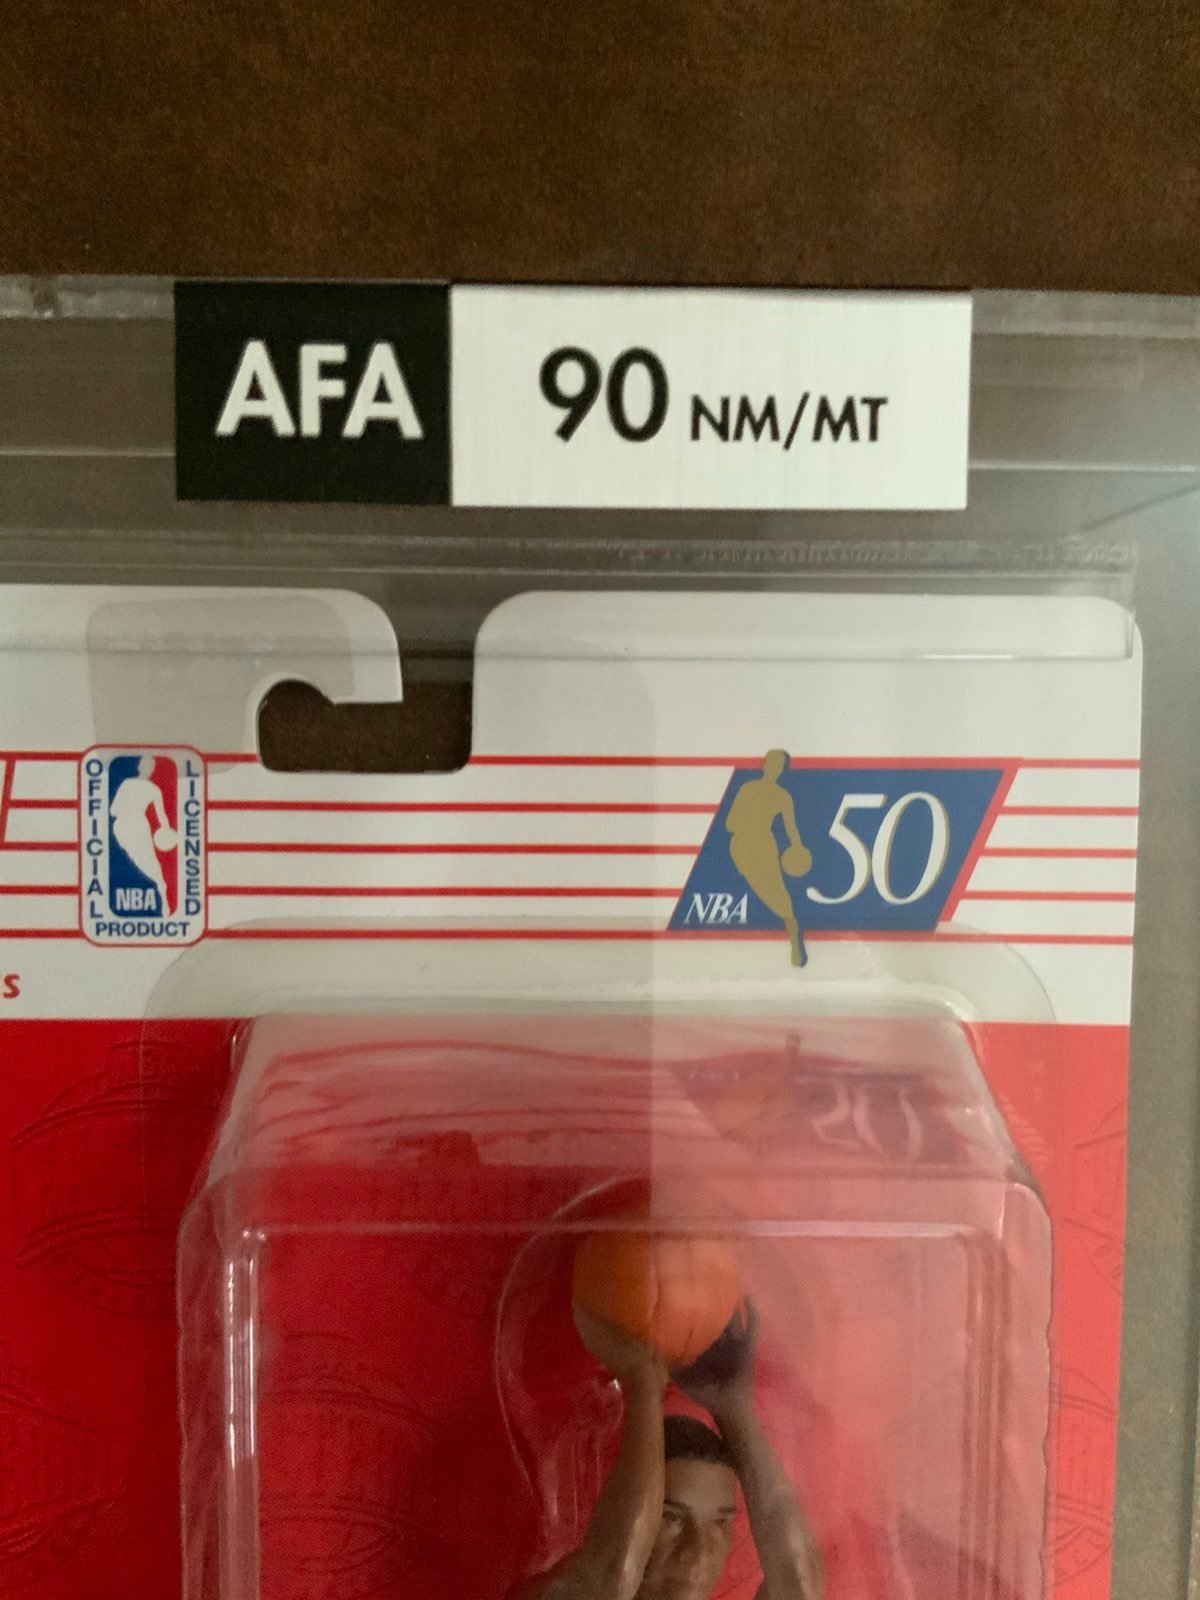 AFA 90 NM/MT
OFFICIAL LICENSED
NBA
PRODUCT
NBA 50
S